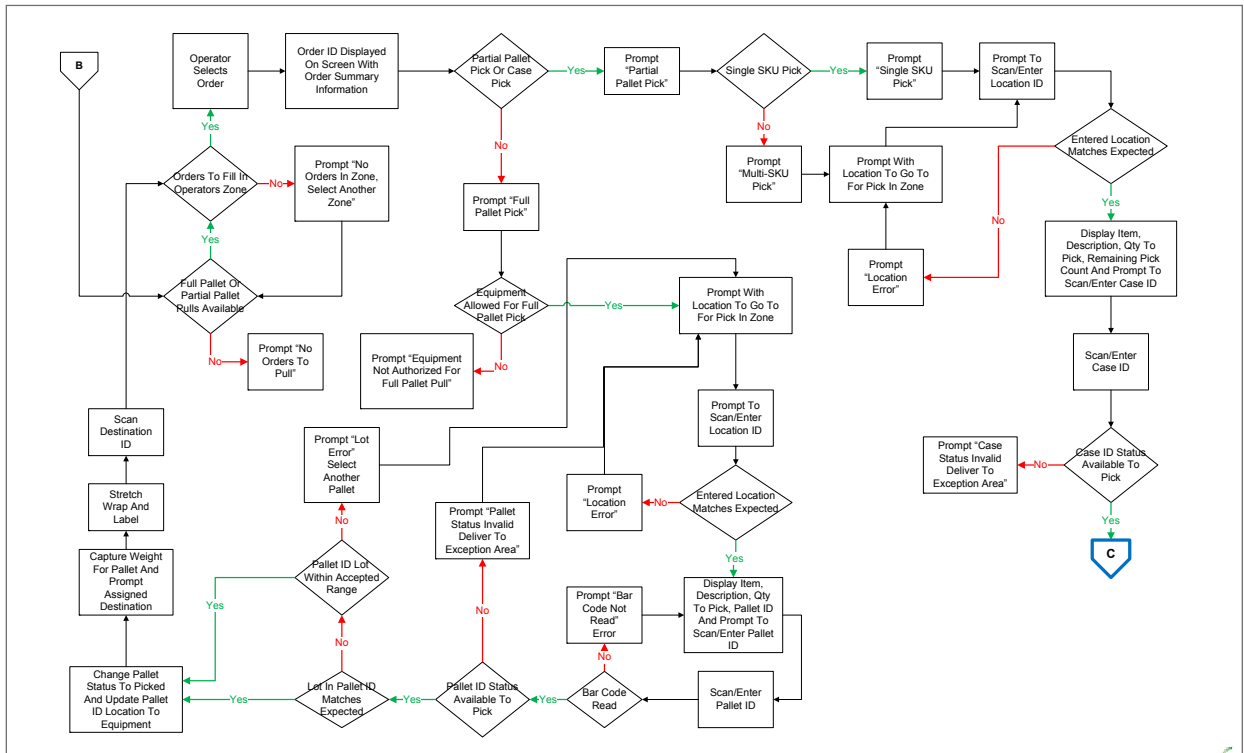 B
Operator
Selects
Order
Order ID Displayed
On Screen With
Order Summary
Information
Partial Pallet
Pick Or Case
Pick
Yes
Prompt
“Partial
Pallet Pick”
Single SKU Pick
Yes
Prompt
“Single SKU
Pick”
Prompt To
Scan/Enter
Location ID
Yes
No
No
Orders To Fill In
Operators Zone
No
Prompt “No
Orders In Zone,
Select Another
Zone”
Prompt “Full
Pallet Pick”
Prompt
“Multi-SKU
Pick”
Prompt With
Location To Go To
For Pick In Zone
Entered Location
Matches Expected
Yes
No
Yes
Full Pallet Or
Partial Pallet
Pulls Available
No
Prompt “No
Orders To
Pull”
Equipment
Allowed For Full
Pallet Pick
Yes
No
Prompt “Equipment
Not Authorized For
Full Pallet Pull”
Prompt With
Location To Go To
For Pick In Zone
Prompt
“Location
Error”
Display Item,
Description, Qty To
Pick, Remaining Pick
Count And Prompt To
Scan/Enter Case ID
Scan/Enter
Case ID
Prompt To
Scan/Enter
Location ID
Scan
Destination
ID
Prompt “Lot
Error”
Select
Another
Pallet
Prompt “Case
Status Invalid
Deliver To
Exception Area”
No
Case ID Status
Available To
Pick
Yes
C
Stretch
Wrap And
Label
Prompt “Pallet
Status Invalid
Deliver To
Exception Area”
Prompt
“Location
Error”
No
Entered Location
Matches Expected
Yes
No
Capture Weight
For Pallet And
Prompt
Assigned
Destination
Pallet ID Lot
Within Accepted
Range
Yes
No
No
Prompt “Bar
Code Not
Read”
Error
Display Item,
Description, Qty
To Pick, Pallet ID
And Prompt To
Scan/Enter Pallet
ID
No
Change Pallet
Status To Picked
And Update Pallet
ID Location To
Equipment
Yes
Lot In Pallet ID
Matches
Expected
Yes
Pallet ID Status
Available To
Pick
Yes
Bar Code
Read
Scan/Enter
Pallet ID